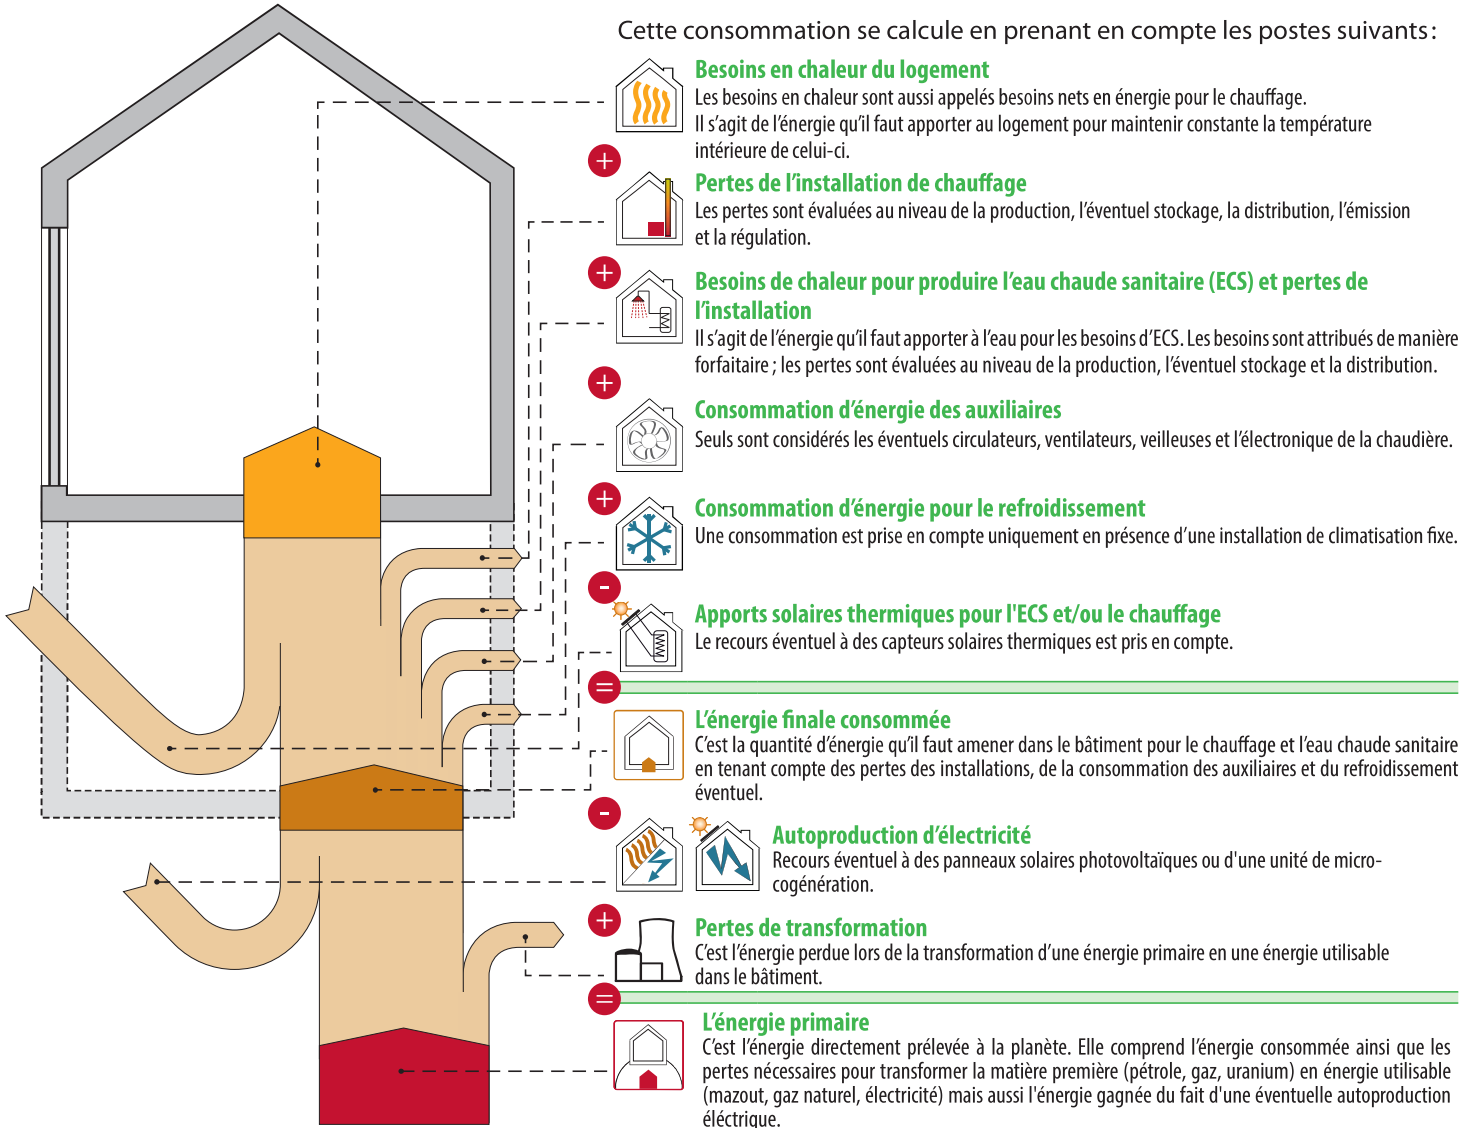 Cette consommation se calcule en prenant en compte les postes suivants :
Besoins en chaleur du logement
Les besoins en chaleur sont aussi appelés besoins nets en énergie pour le chauffage.
Il s’agit de l’énergie qu’il faut apporter au logement pour maintenir constante la température
intérieure de celui-ci.
+
Pertes de l’installation de chauffage
Les pertes sont évaluées au niveau de la production, l’éventuel stockage, la distribution, l’émission
et la régulation.
+
Besoins de chaleur pour produire l’eau chaude sanitaire (ECS) et pertes de
l’installation
Il s’agit de l’énergie qu’il faut apporter à l’eau pour les besoins d’ECS. Les besoins sont attribués de manière
forfaitaire ; les pertes sont évaluées au niveau de la production, l’éventuel stockage et la distribution.
+
Consommation d’énergie des auxiliaires
Seuls sont considérés les éventuels circulateurs, ventilateurs, veilleuses et l’électronique de la chaudière.
+
Consommation d’énergie pour le refroidissement
Une consommation est prise en compte uniquement en présence d’une installation de climatisation fixe.
-
Apports solaires thermiques pour l'ECS et/ou le chauffage
Le recours éventuel à des capteurs solaires thermiques est pris en compte.
=
L’énergie finale consommée
C’est la quantité d’énergie qu’il faut amener dans le bâtiment pour le chauffage et l’eau chaude sanitaire
en tenant compte des pertes des installations, de la consommation des auxiliaires et du refroidissement
éventuel.
-
Autoproduction d’électricité
Recours éventuel à des panneaux solaires photovoltaïques ou d'une unité de micro-
cogénération.
+
Pertes de transformation
C’est l’énergie perdue lors de la transformation d’une énergie primaire en une énergie utilisable
dans le bâtiment.
=
L’énergie primaire
C’est l’énergie directement prélevée à la planète. Elle comprend l’énergie consommée ainsi que les
pertes nécessaires pour transformer la matière première (pétrole, gaz, uranium) en énergie utilisable
(mazout, gaz naturel, électricité) mais aussi l'énergie gagnée du fait d'une éventuelle autoproduction
éléctrique.